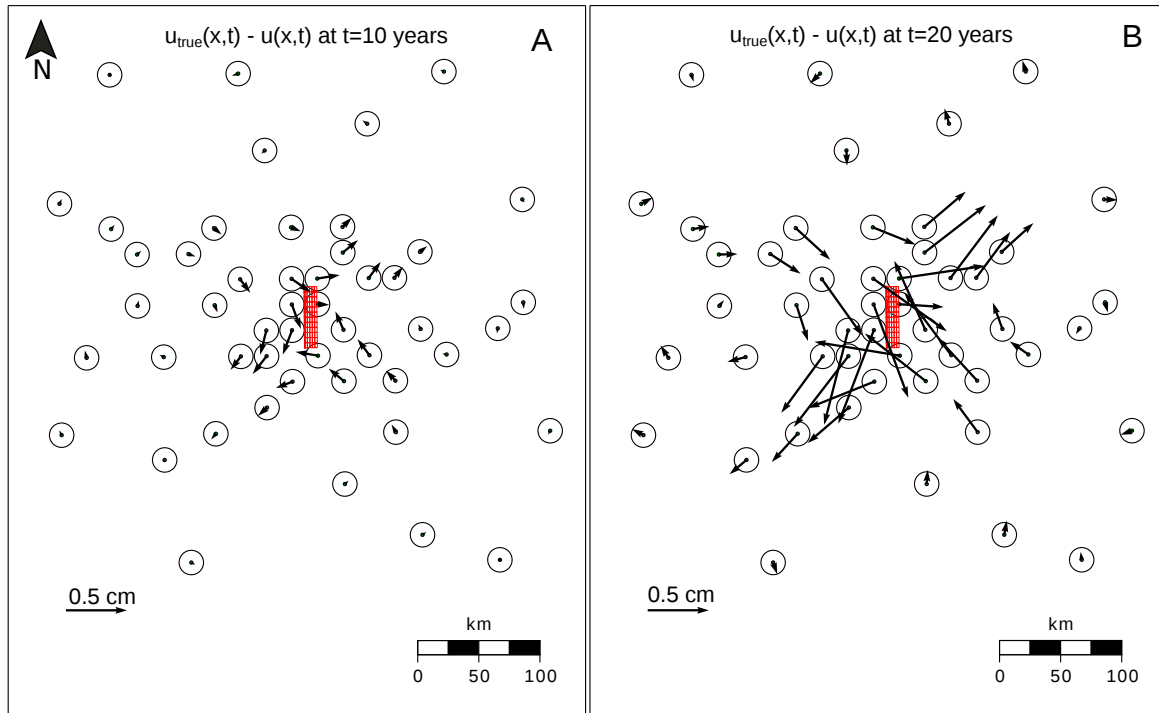 u_true(x,t) - u(x,t) at t=10 years
A
N
0.5 cm
km
0 50 100
u_true(x,t) - u(x,t) at t=20 years
B
0.5 cm
km
0 50 100